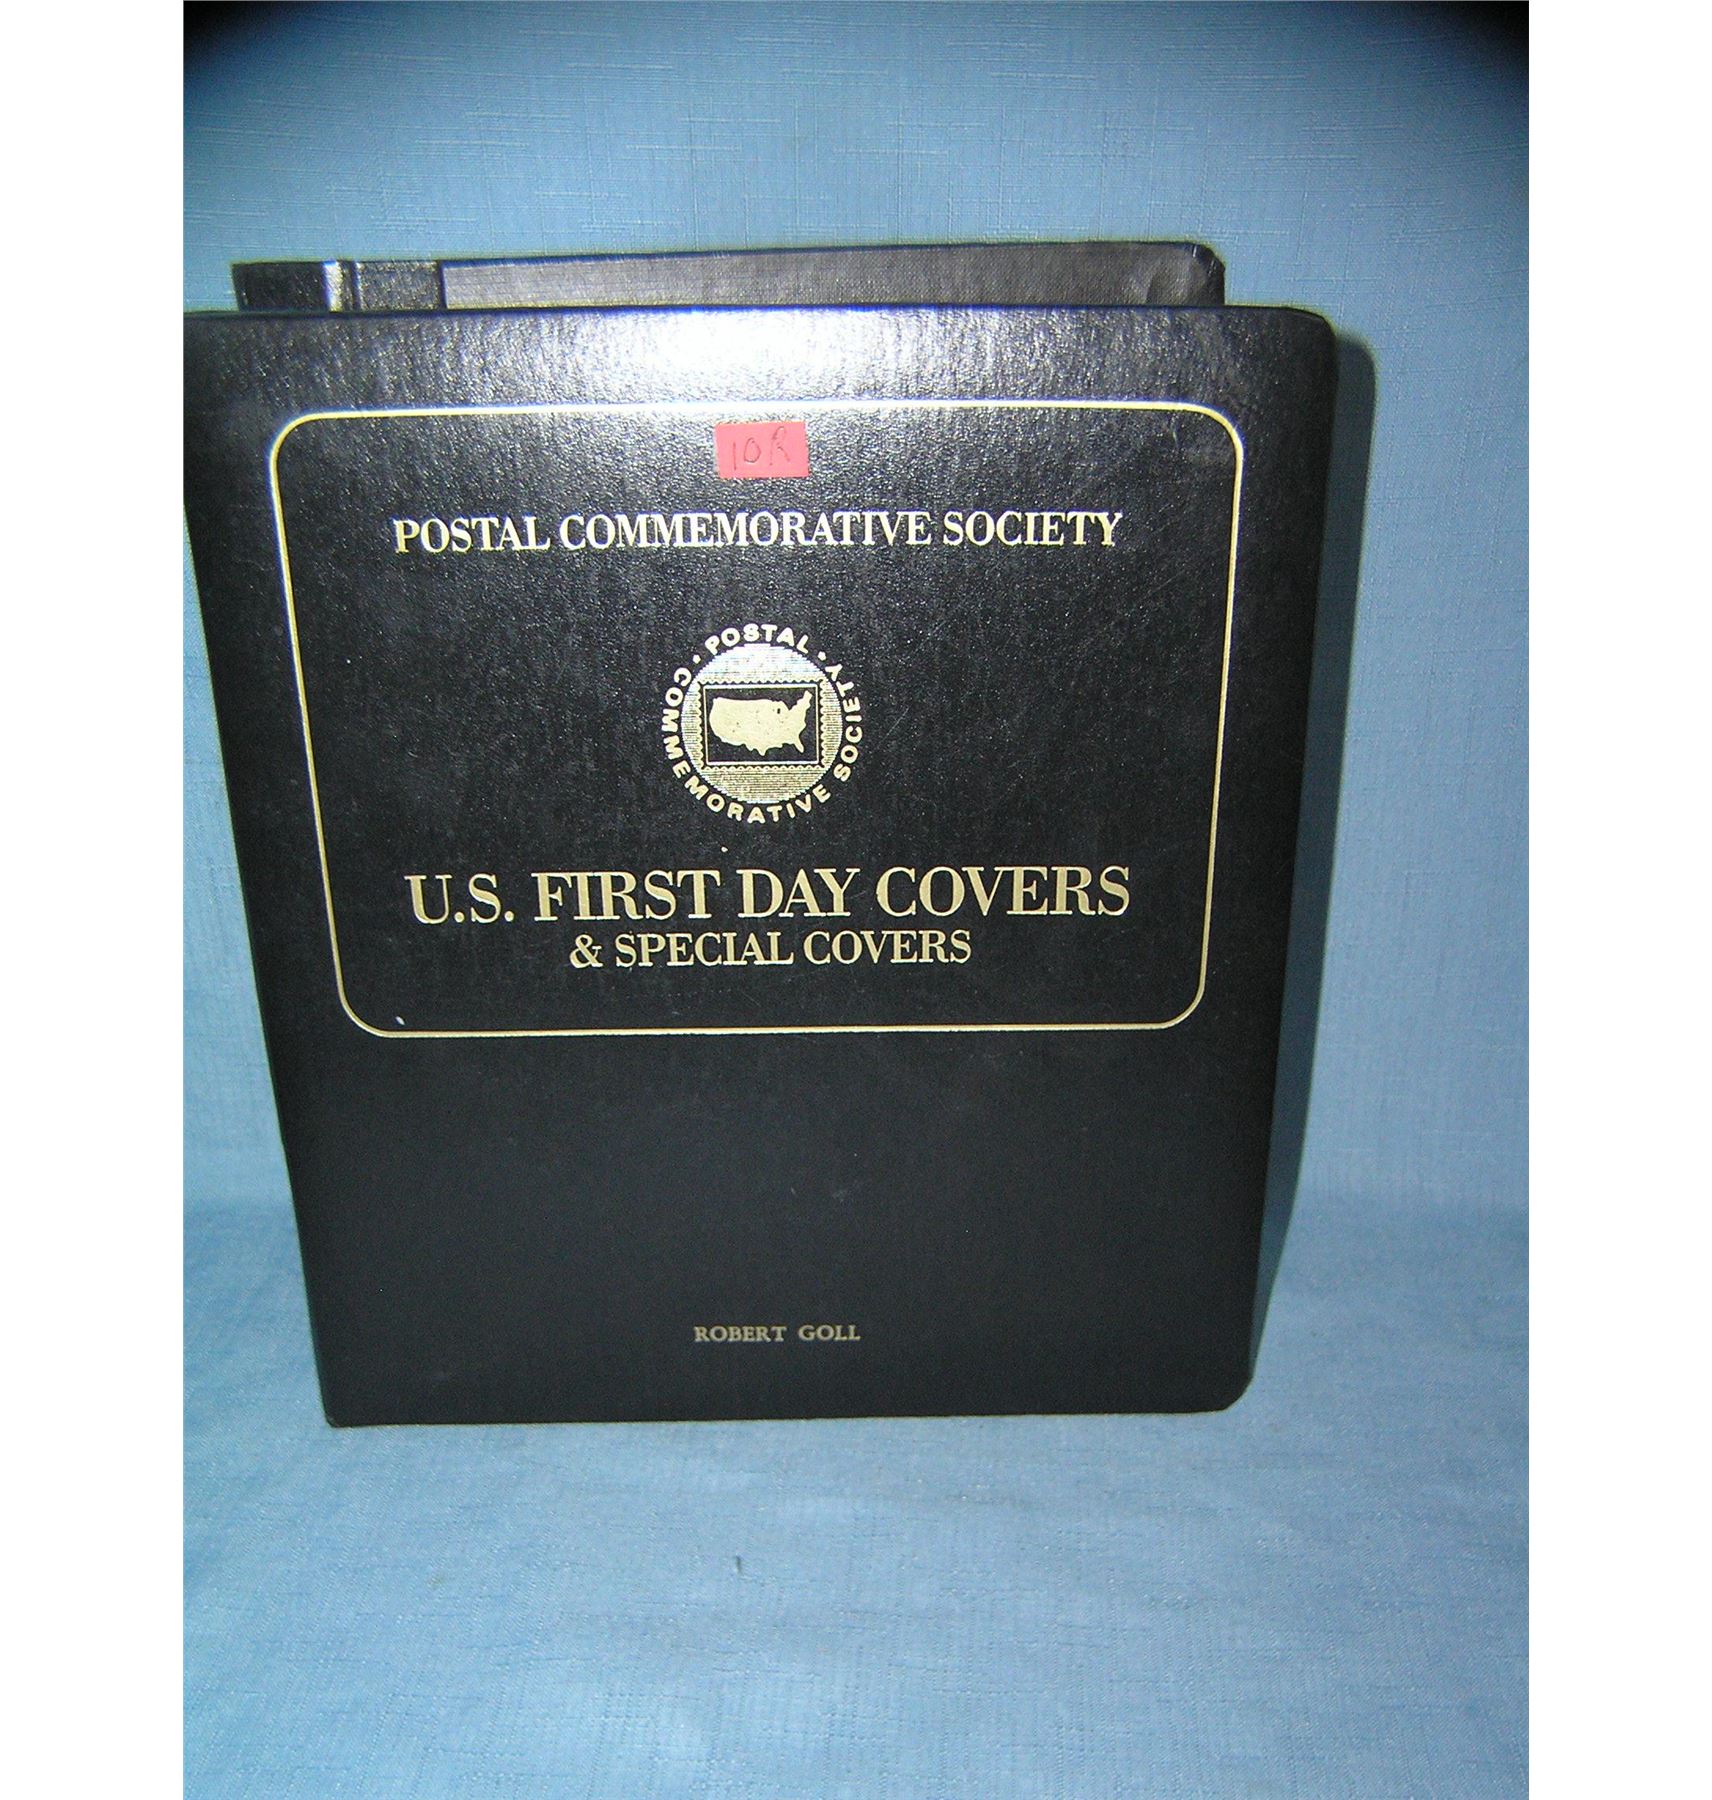 10R
POSTAL COMMEMORATIVE SOCIETY
• POSTAL • COMMEMORATIVE SOCIETY
U.S. FIRST DAY COVERS
& SPECIAL COVERS
ROBERT GOLL